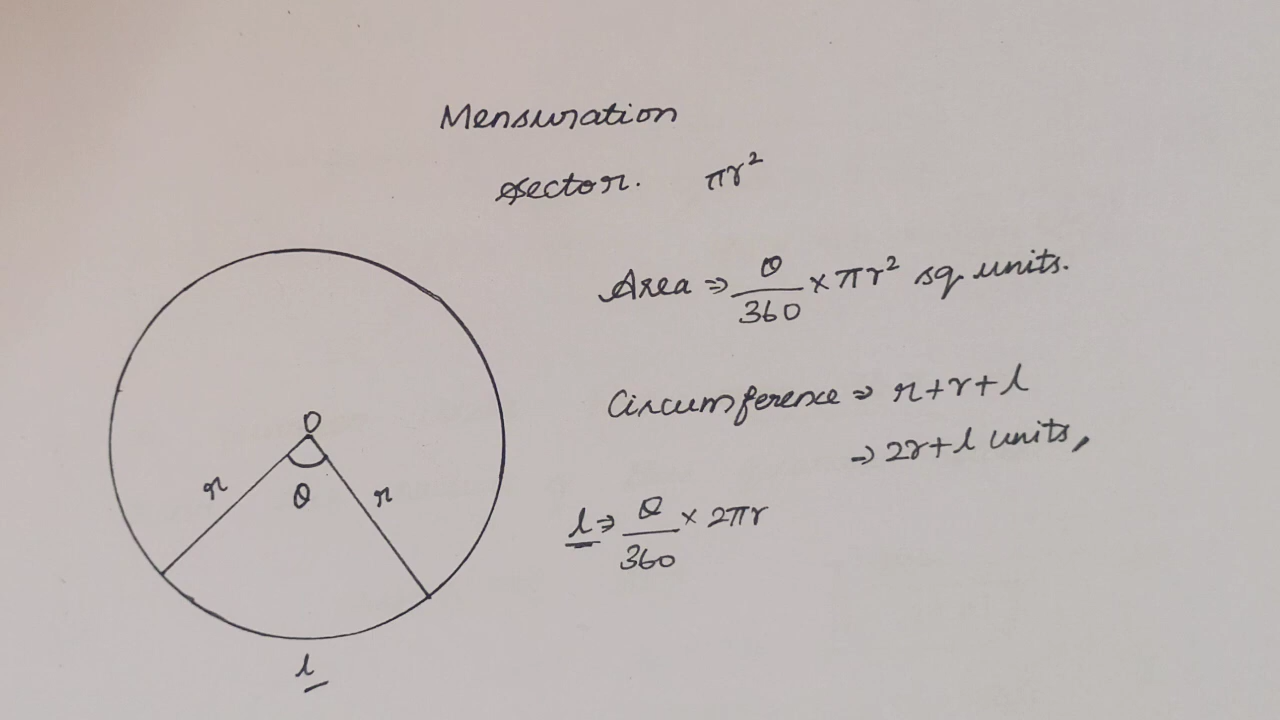 Mensuration
Sector. πr²
Area ⇒ θ/360 × πr² sq units.
Circumference ⇒ r+r+l
⇒ 2r+l units,
l ⇒ θ/360 × 2πr
O
r θ r
l